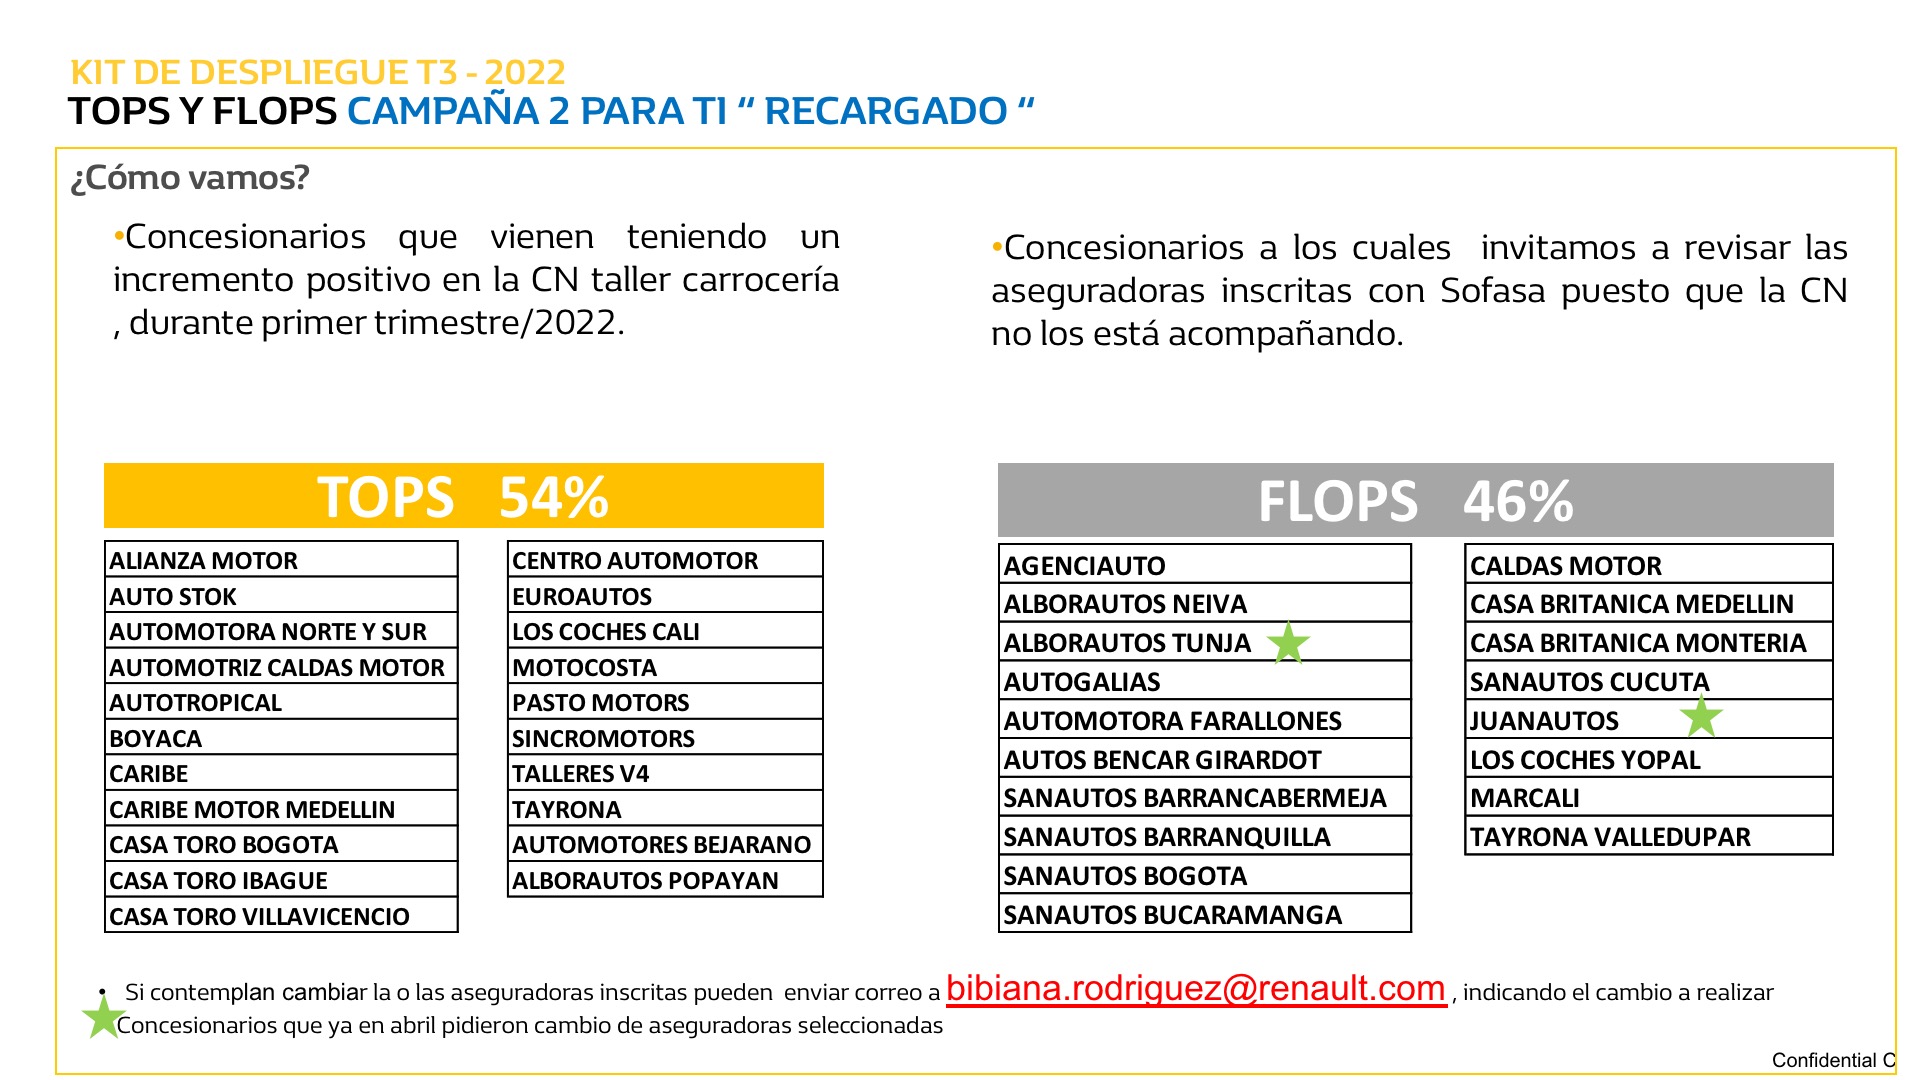 KIT DE DESPLIEGUE T3 - 2022
TOPS Y FLOPS CAMPAÑA 2 PARA TI “ RECARGADO “
¿Cómo vamos?
•Concesionarios que vienen teniendo un
incremento positivo en la CN taller carrocería
, durante primer trimestre/2022.
•Concesionarios a los cuales invitamos a revisar las
aseguradoras inscritas con Sofasa puesto que la CN
no los está acompañando.
TOPS 54%
ALIANZA MOTOR
AUTO STOK
AUTOMOTORA NORTE Y SUR
AUTOMOTRIZ CALDAS MOTOR
AUTOTROPICAL
BOYACA
CARIBE
CARIBE MOTOR MEDELLIN
CASA TORO BOGOTA
CASA TORO IBAGUE
CASA TORO VILLAVICENCIO
CENTRO AUTOMOTOR
EUROAUTOS
LOS COCHES CALI
MOTOCOSTA
PASTO MOTORS
SINCROMOTORS
TALLERES V4
TAYRONA
AUTOMOTORES BEJARANO
ALBORAUTOS POPAYAN
FLOPS 46%
AGENCIAUTO
ALBORAUTOS NEIVA
ALBORAUTOS TUNJA
AUTOGALIAS
AUTOMOTORA FARALLONES
AUTOS BENCAR GIRARDOT
SANAUTOS BARRANCABERMEJA
SANAUTOS BARRANQUILLA
SANAUTOS BOGOTA
SANAUTOS BUCARAMANGA
CALDAS MOTOR
CASA BRITANICA MEDELLIN
CASA BRITANICA MONTERIA
SANAUTOS CUCUTA
JUANAUTOS
LOS COCHES YOPAL
MARCALI
TAYRONA VALLEDUPAR
• Si contemplan cambiar la o las aseguradoras inscritas pueden enviar correo a bibiana.rodriguez@renault.com , indicando el cambio a realizar
Concesionarios que ya en abril pidieron cambio de aseguradoras seleccionadas
Confidential C